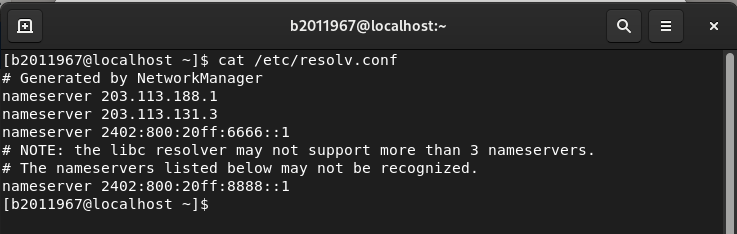 b2011967@localhost:~
[b2011967@localhost ~]$ cat /etc/resolv.conf
# Generated by NetworkManager
nameserver 203.113.188.1
nameserver 203.113.131.3
nameserver 2402:800:20ff:6666::1
# NOTE: the libc resolver may not support more than 3 nameservers.
# The nameservers listed below may not be recognized.
nameserver 2402:800:20ff:8888::1
[b2011967@localhost ~]$